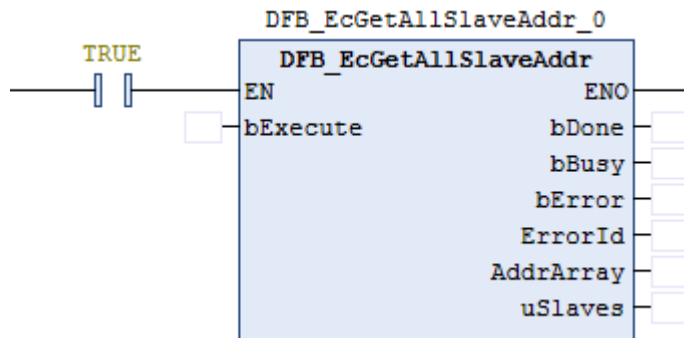 DFB_EcGetAllSlaveAddr_0
TRUE
DFB_EcGetAllSlaveAddr
EN ENO
bExecute bDone
bBusy
bError
ErrorId
AddrArray
uSlaves